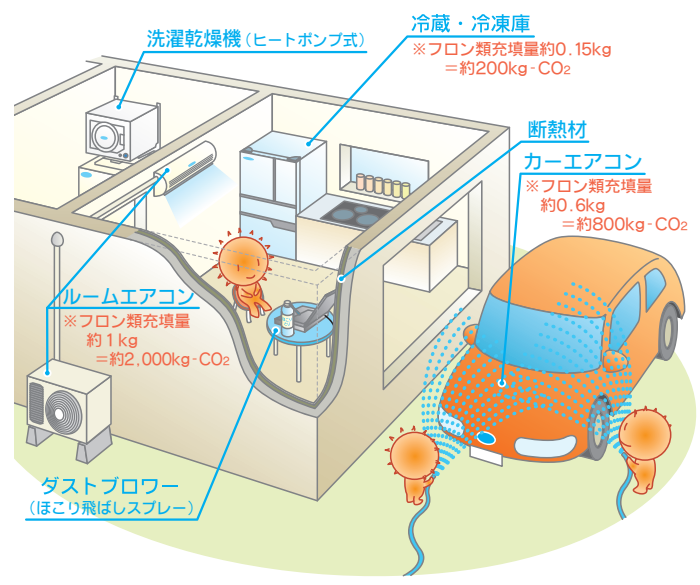 洗濯乾燥機(ヒートポンプ式)
冷蔵・冷凍庫
※フロン類充填量約0.15kg
＝約200kg-CO2
断熱材
カーエアコン
※フロン類充填量
約0.6kg
＝約800kg-CO2
ルームエアコン
※フロン類充填量
約1kg
＝約2,000kg-CO2
ダストブロワー
(ほこり飛ばしスプレー)